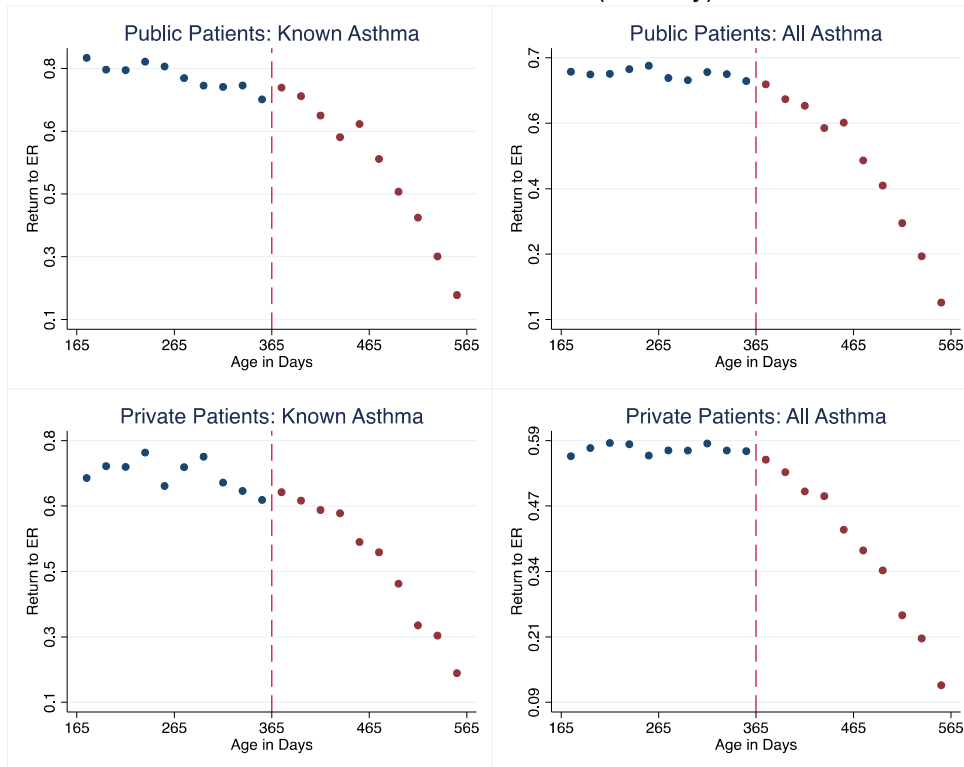 Public Patients: Known Asthma
0.8
0.6
0.5
0.3
0.1
Return to ER
165 265 365 465 565
Age in Days
Public Patients: All Asthma
0.7
0.6
0.4
0.2
0.1
Return to ER
165 265 365 465 565
Age in Days
Private Patients: Known Asthma
0.8
0.6
0.5
0.3
0.1
Return to ER
165 265 365 465 565
Age in Days
Private Patients: All Asthma
0.59
0.47
0.34
0.21
0.09
Return to ER
165 265 365 465 565
Age in Days